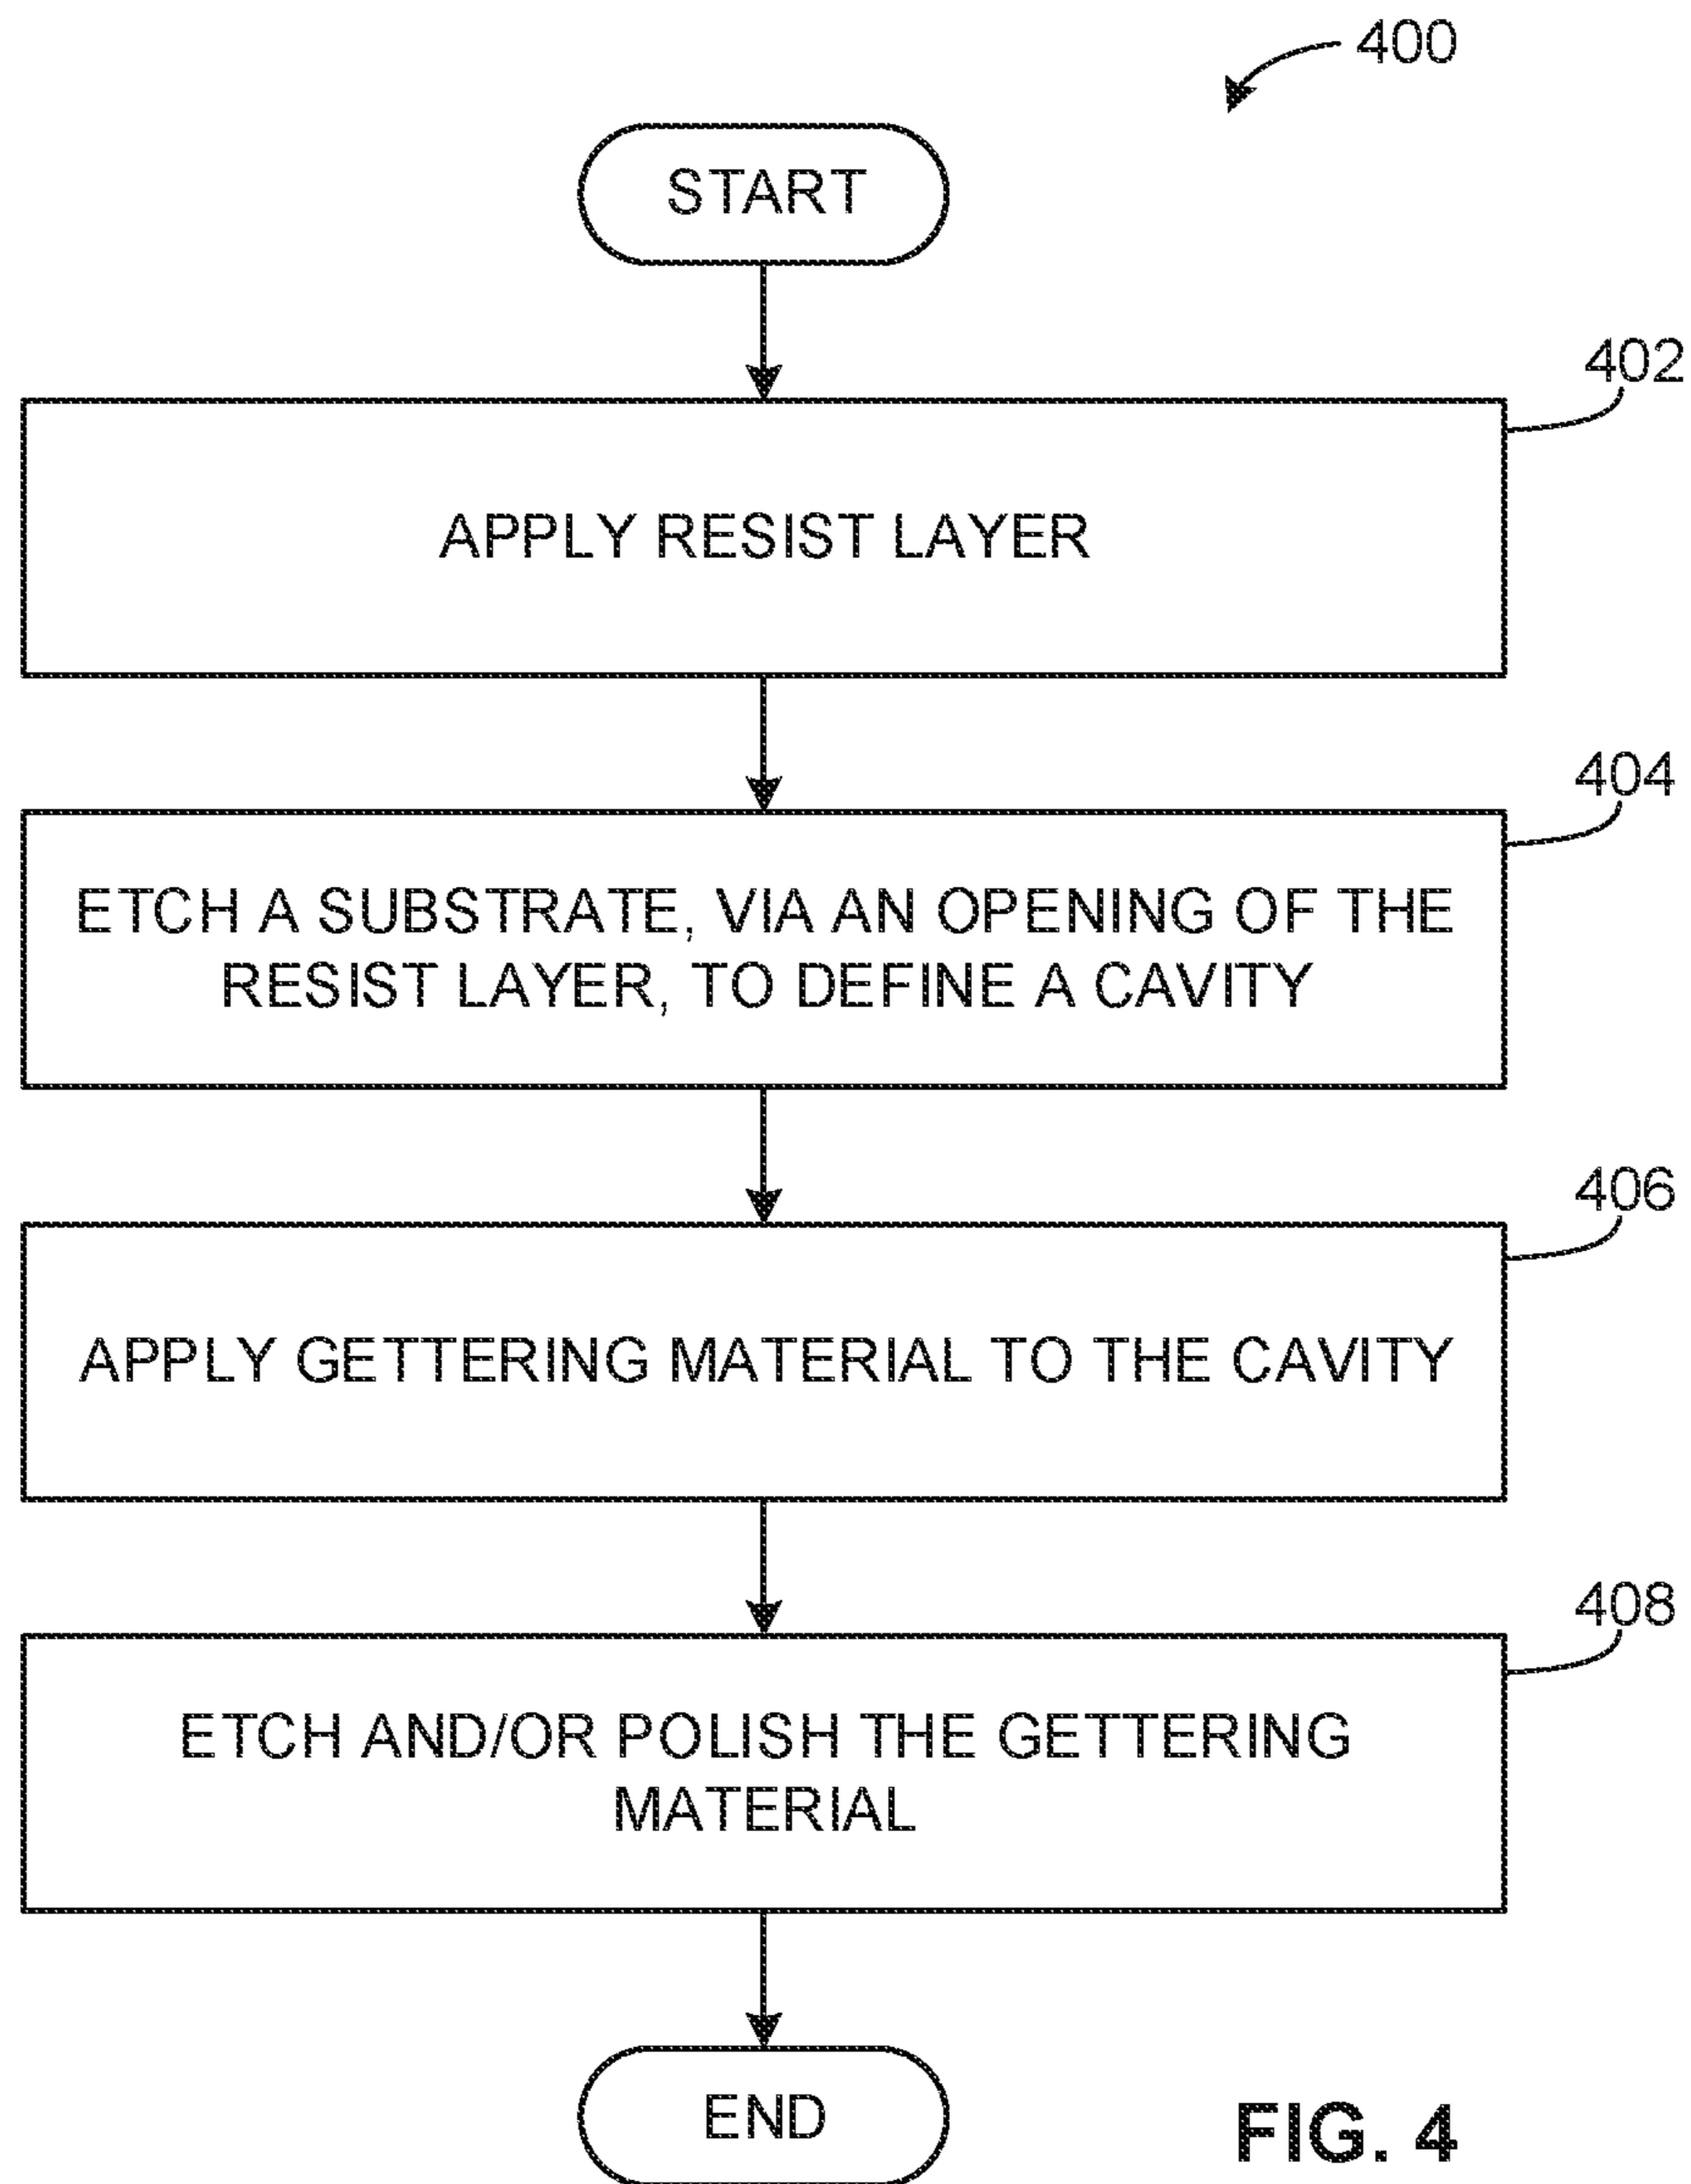 400
START
402
APPLY RESIST LAYER
404
ETCH A SUBSTRATE, VIA AN OPENING OF THE
RESIST LAYER, TO DEFINE A CAVITY
406
APPLY GETTERING MATERIAL TO THE CAVITY
408
ETCH AND/OR POLISH THE GETTERING
MATERIAL
END
FIG. 4